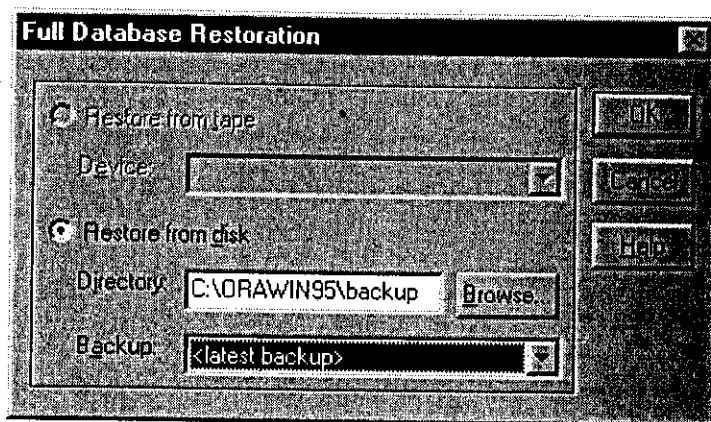 Full Database Restoration
Restore from tape
OK
Device:
Cancel
Restore from disk
Help
Directory: C:\ORAWIN95\backup Browse...
Backup: <latest backup>